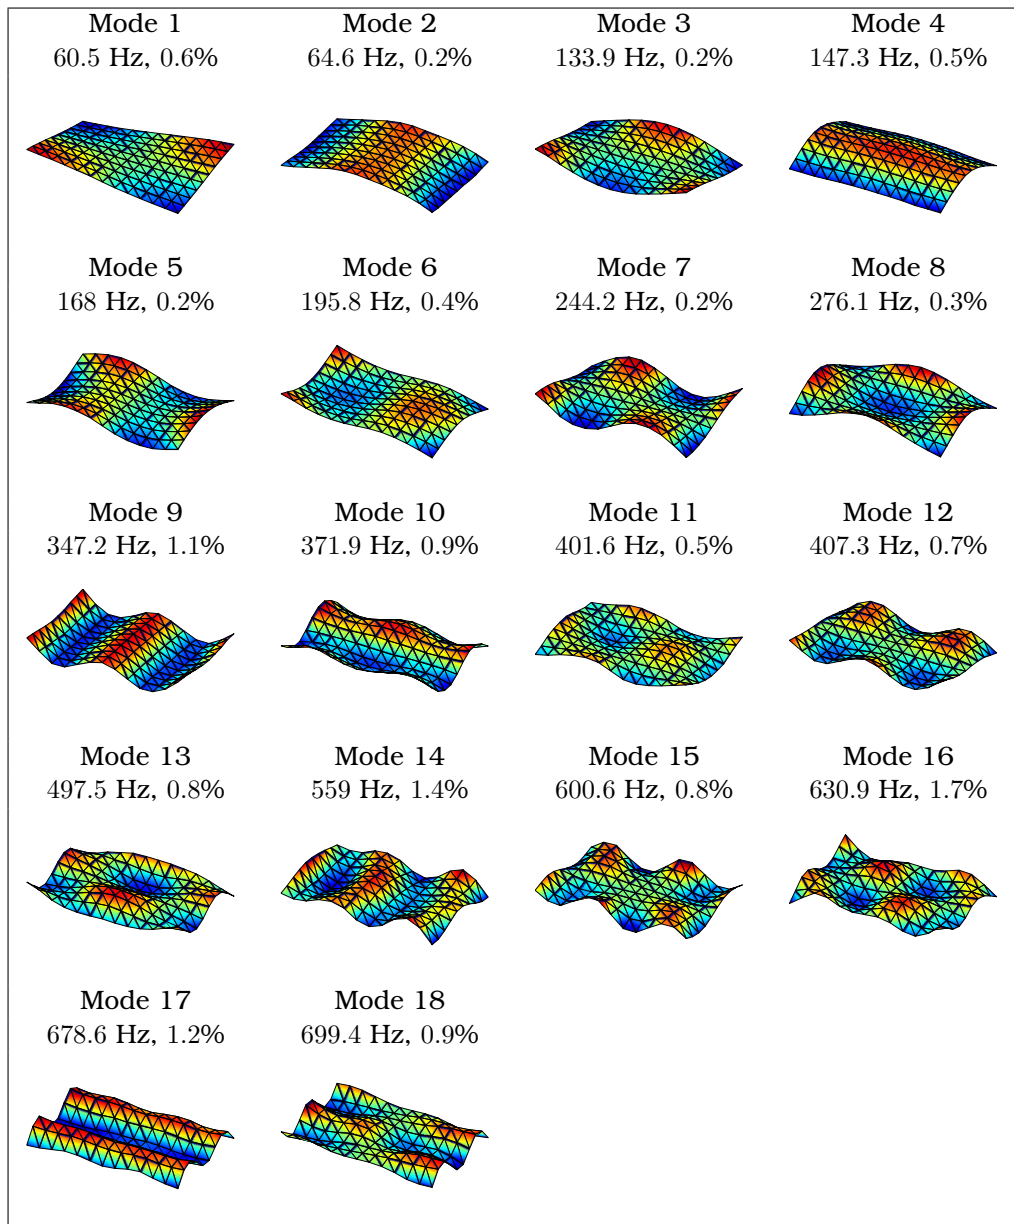 Mode 1
60.5 Hz, 0.6%
Mode 2
64.6 Hz, 0.2%
Mode 3
133.9 Hz, 0.2%
Mode 4
147.3 Hz, 0.5%
Mode 5
168 Hz, 0.2%
Mode 6
195.8 Hz, 0.4%
Mode 7
244.2 Hz, 0.2%
Mode 8
276.1 Hz, 0.3%
Mode 9
347.2 Hz, 1.1%
Mode 10
371.9 Hz, 0.9%
Mode 11
401.6 Hz, 0.5%
Mode 12
407.3 Hz, 0.7%
Mode 13
497.5 Hz, 0.8%
Mode 14
559 Hz, 1.4%
Mode 15
600.6 Hz, 0.8%
Mode 16
630.9 Hz, 1.7%
Mode 17
678.6 Hz, 1.2%
Mode 18
699.4 Hz, 0.9%